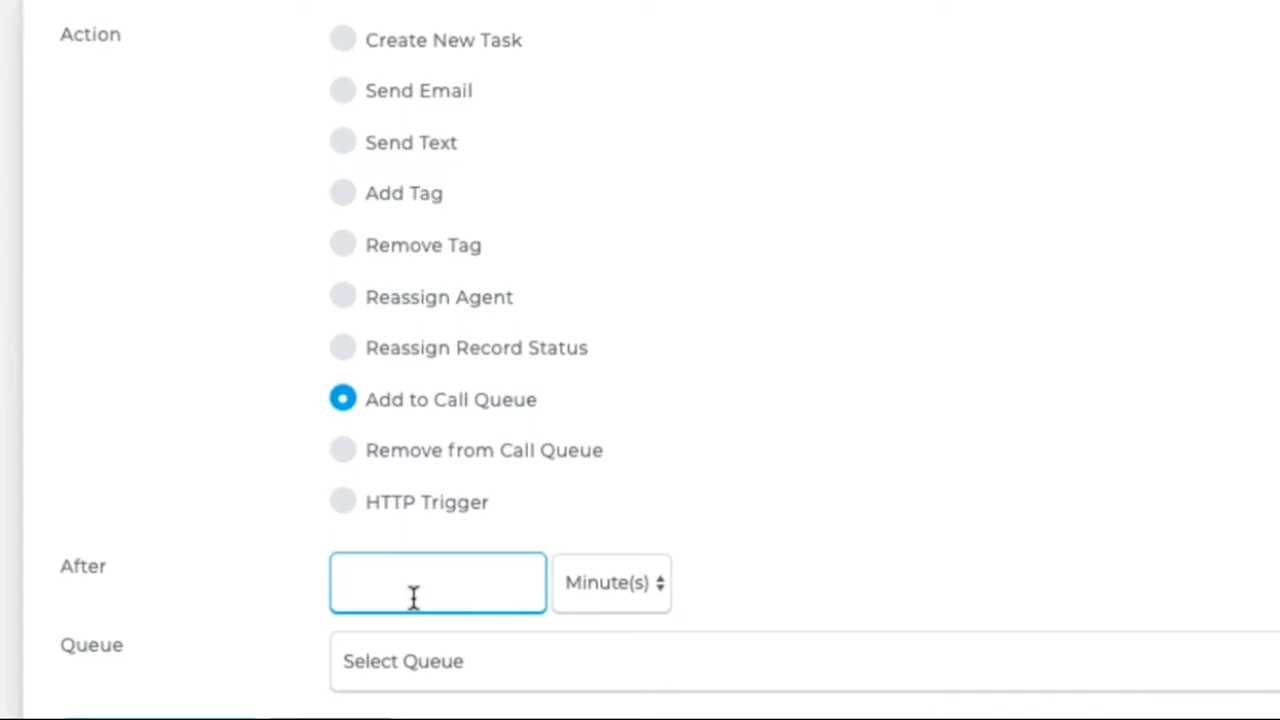 Action
Create New Task
Send Email
Send Text
Add Tag
Remove Tag
Reassign Agent
Reassign Record Status
Add to Call Queue
Remove from Call Queue
HTTP Trigger
After
Minute(s)
Queue
Select Queue